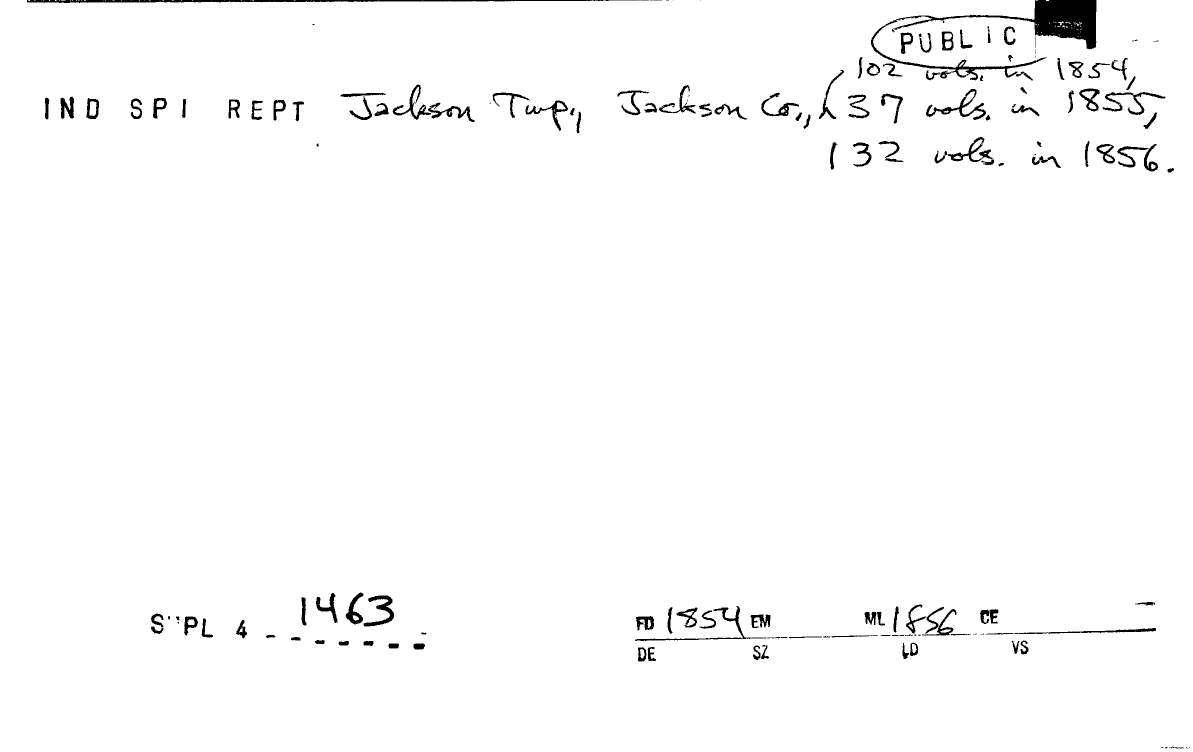 PUBLIC
102 vols. in 1854,
IND SPI REPT Jackson Twp., Jackson Co., 37 vols. in 1855,
132 vols. in 1856.
1463
S PL 4 - - - - - - -
FD 1854 EM ML 1856 CE
DE SZ LD VS